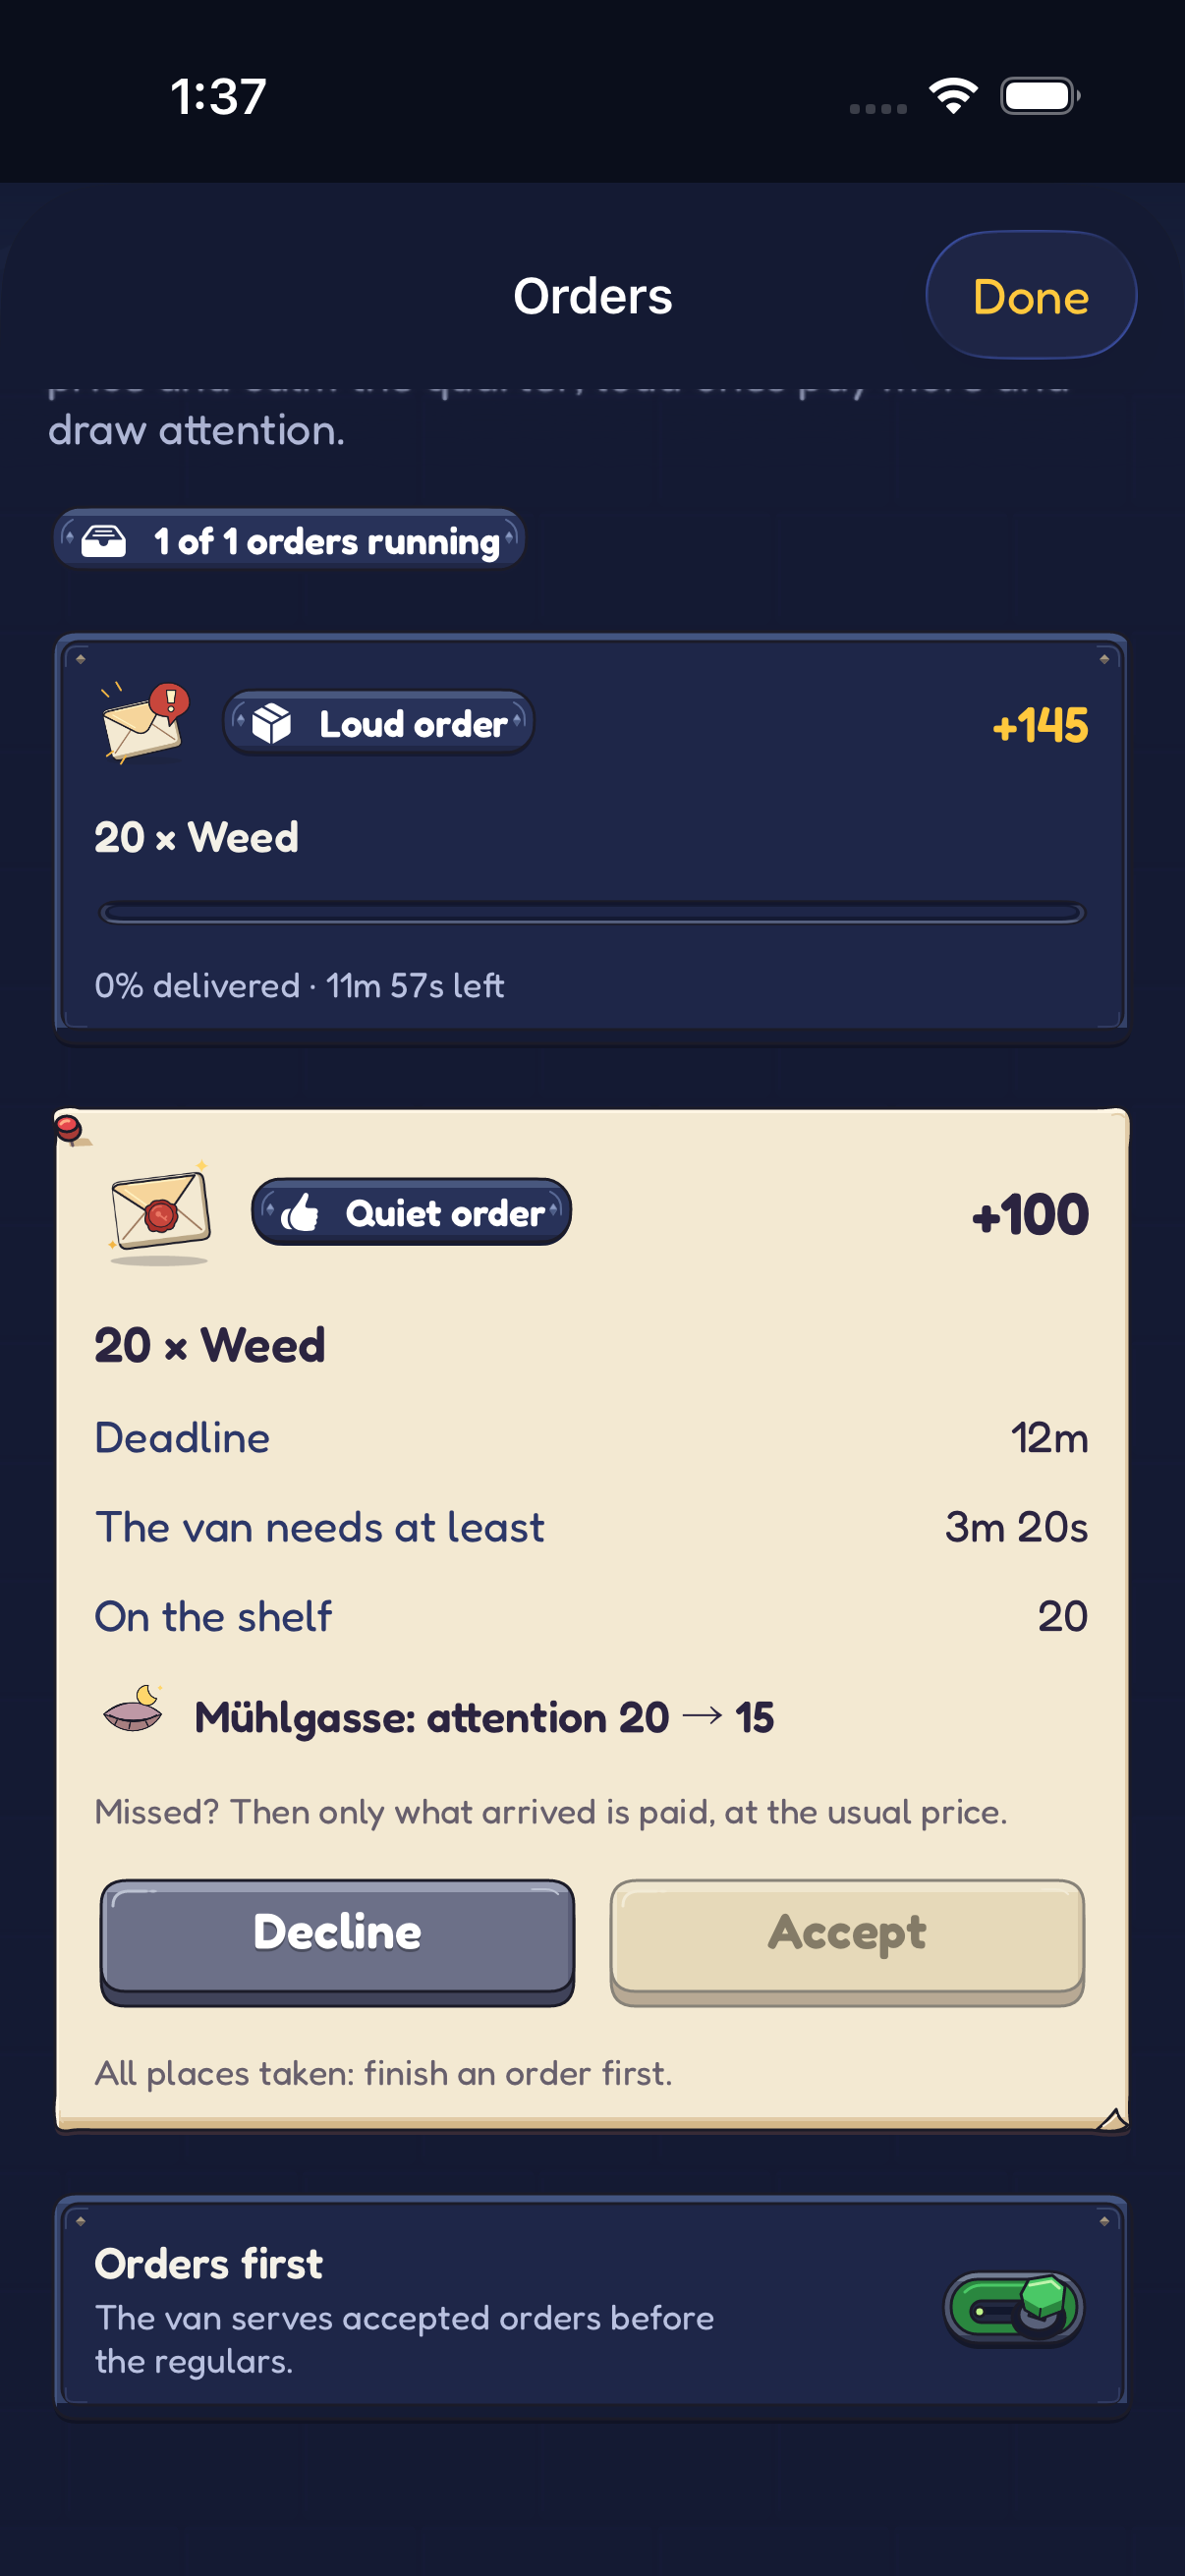 1:37
Orders
Done
draw attention.
1 of 1 orders running
Loud order
+145
20 × Weed
0% delivered · 11m 57s left
Quiet order
+100
20 × Weed
Deadline
12m
The van needs at least
3m 20s
On the shelf
20
Mühlgasse: attention 20 → 15
Missed? Then only what arrived is paid, at the usual price.
Decline
Accept
All places taken: finish an order first.
Orders first
The van serves accepted orders before
the regulars.